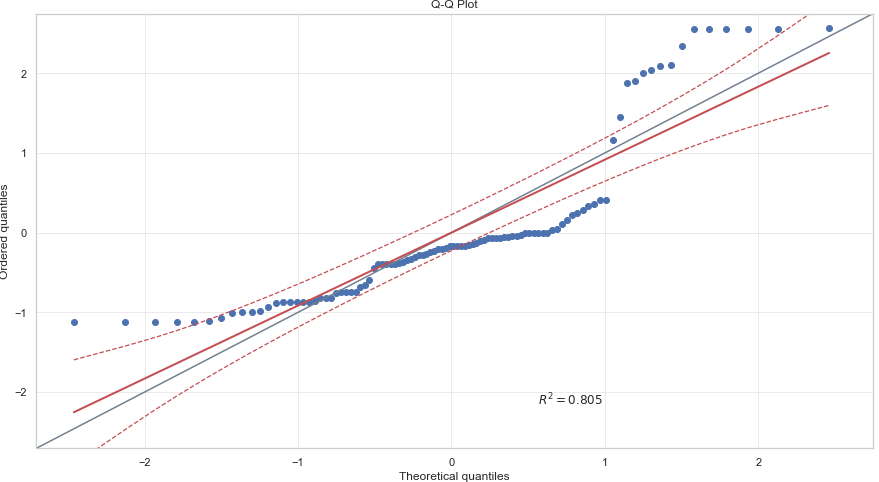 Q-Q Plot
Ordered quantiles
2
1
0
−1
−2
R² = 0.805
−2 −1 0 1 2
Theoretical quantiles